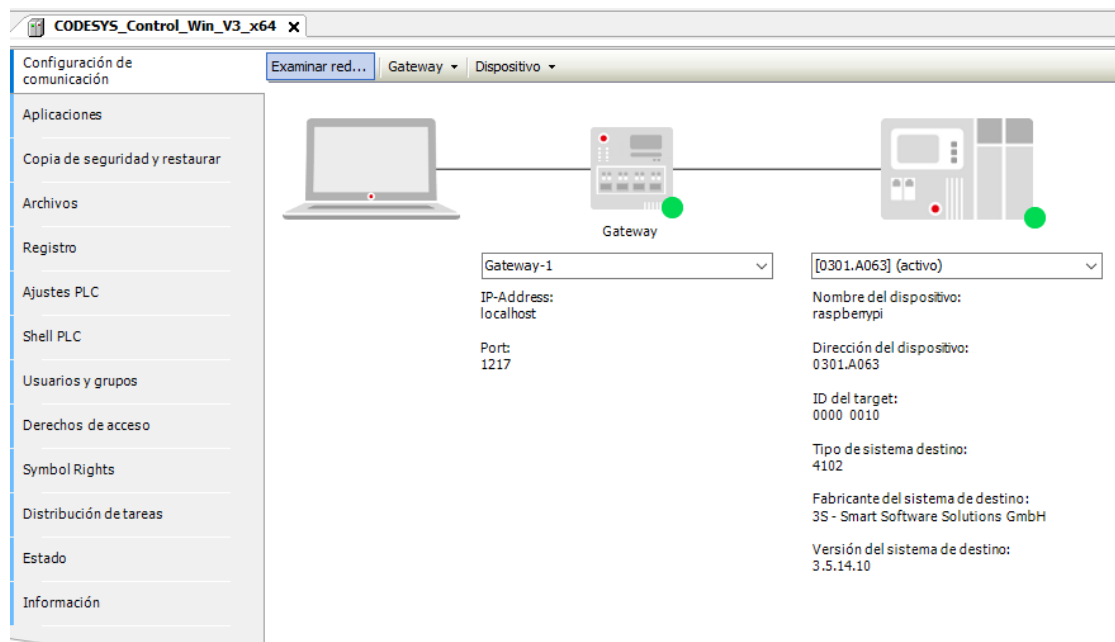 CODESYS_Control_Win_V3_x64 X
Configuración de
comunicación
Examinar red... Gateway Dispositivo
Aplicaciones
Copia de seguridad y restaurar
Archivos
Registro
Ajustes PLC
Shell PLC
Usuarios y grupos
Derechos de acceso
Symbol Rights
Distribución de tareas
Estado
Información
Gateway
Gateway-1
IP-Address:
localhost
Port:
1217
[0301.A063] (activo)
Nombre del dispositivo:
raspberrypi
Dirección del dispositivo:
0301.A063
ID del target:
0000 0010
Tipo de sistema destino:
4102
Fabricante del sistema de destino:
3S - Smart Software Solutions GmbH
Versión del sistema de destino:
3.5.14.10